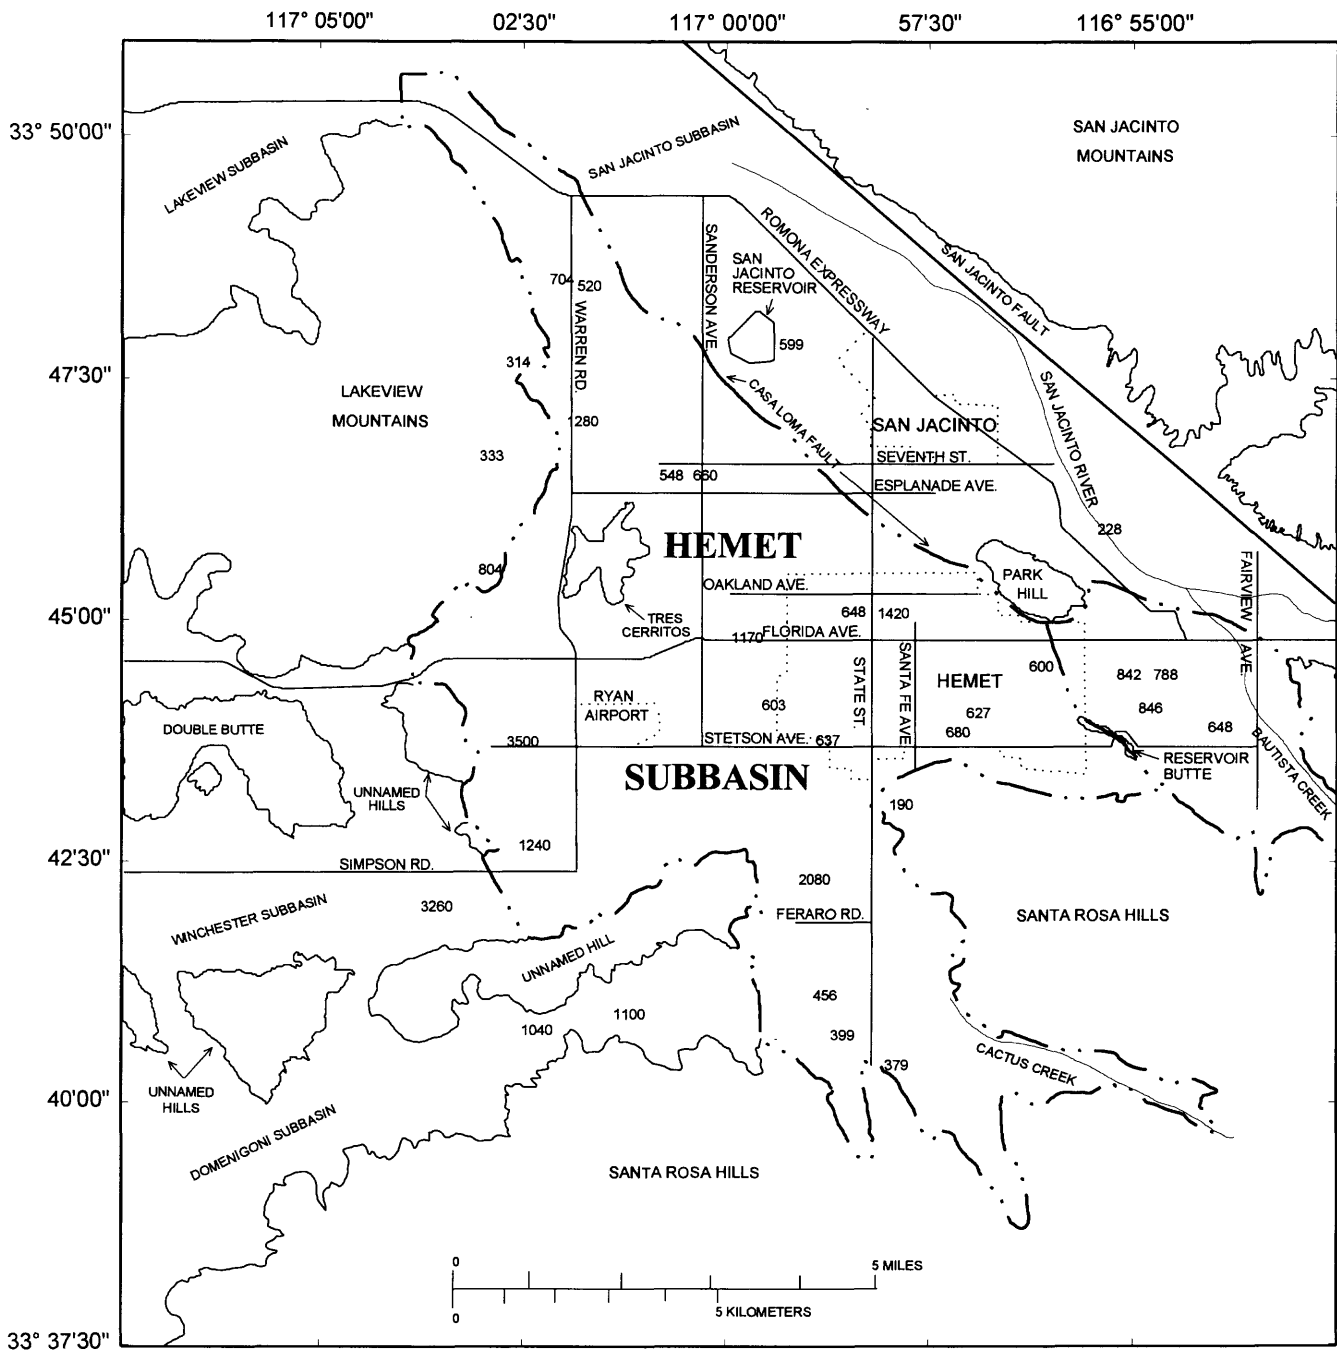 117° 05'00"
02'30"
117° 00'00"
57'30"
116° 55'00"
33° 50'00"
SAN JACINTO
MOUNTAINS
LAKEVIEW SUBBASIN
SAN JACINTO SUBBASIN
ROMONA EXPRESSWAY
SAN JACINTO FAULT
SANDERSON AVE.
SAN
JACINTO
RESERVOIR
704
520
WARREN RD.
599
47'30"
314
LAKEVIEW
MOUNTAINS
CASA LOMA FAULT
SAN JACINTO RIVER
1280
SAN JACINTO
333
SEVENTH ST.
548
660
ESPLANADE AVE.
228
HEMET
FAIRVIEW AVE.
804
OAKLAND AVE.
PARK
HILL
45'00"
TRES
CERRITOS
648
1420
1170
FLORIDA AVE.
STATE ST.
SANTA FE AVE
600
842
788
HEMET
RYAN
AIRPORT
603
627
846
DOUBLE BUTTE
3500
STETSON AVE.
637
680
648
BAUTISTA CREEK
RESERVOIR
BUTTE
SUBBASIN
UNNAMED
HILLS
190
42'30"
SIMPSON RD.
1240
2080
3260
FERARO RD.
SANTA ROSA HILLS
WINCHESTER SUBBASIN
UNNAMED HILL
456
1040
1100
399
379
CACTUS CREEK
UNNAMED
HILLS
40'00"
DOMENIGONI SUBBASIN
SANTA ROSA HILLS
0
5 MILES
0
5 KILOMETERS
33° 37'30"